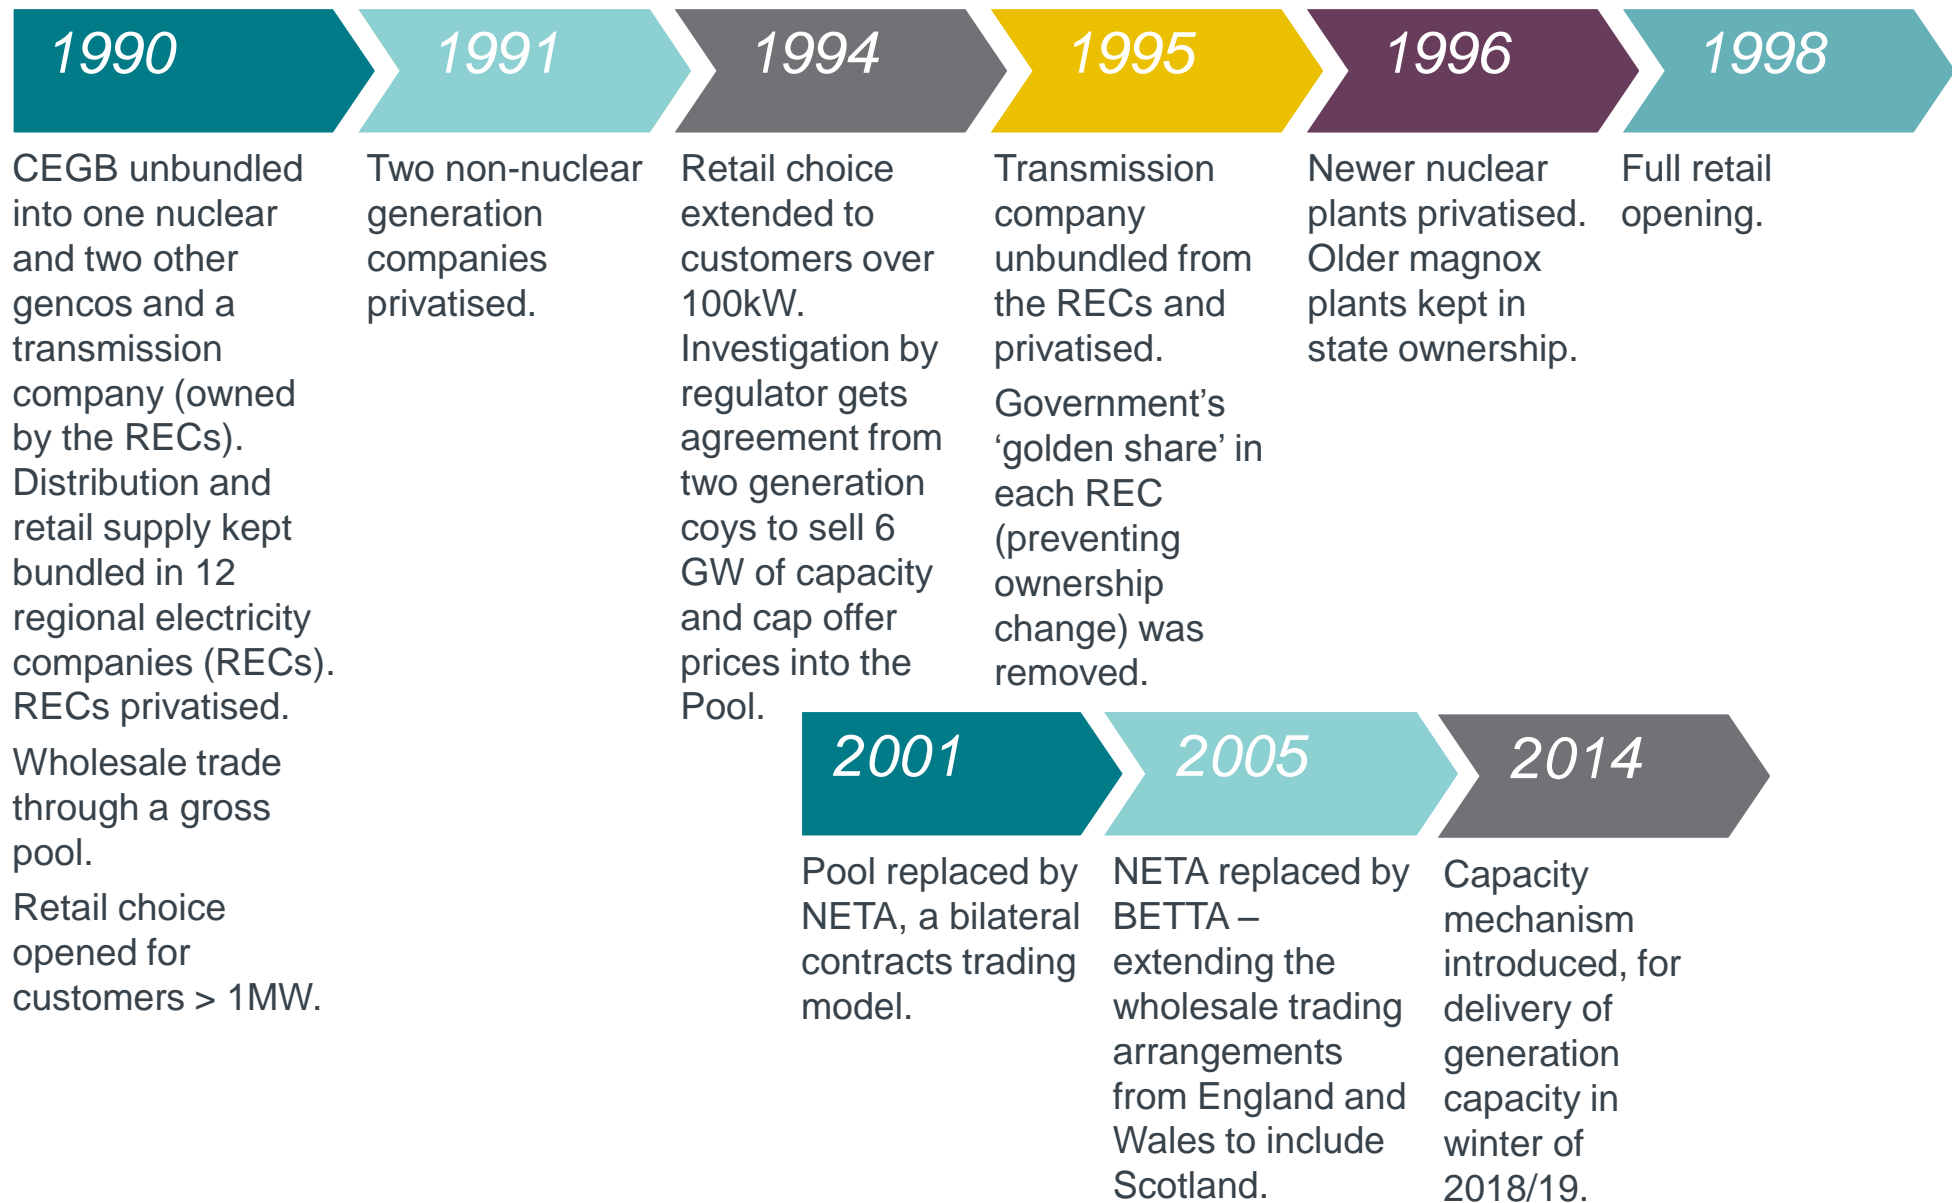 1990
CEGB unbundled
into one nuclear
and two other
gencos and a
transmission
company (owned
by the RECs).
Distribution and
retail supply kept
bundled in 12
regional electricity
companies (RECs).
RECs privatised.
Wholesale trade
through a gross
pool.
Retail choice
opened for
customers > 1MW.
1991
Two non-nuclear
generation
companies
privatised.
1994
Retail choice
extended to
customers over
100kW.
Investigation by
regulator gets
agreement from
two generation
coys to sell 6
GW of capacity
and cap offer
prices into the
Pool.
1995
Transmission
company
unbundled from
the RECs and
privatised.
Government’s
‘golden share’ in
each REC
(preventing
ownership
change) was
removed.
1996
Newer nuclear
plants privatised.
Older magnox
plants kept in
state ownership.
1998
Full retail
opening.
2001
Pool replaced by
NETA, a bilateral
contracts trading
model.
2005
NETA replaced by
BETTA –
extending the
wholesale trading
arrangements
from England and
Wales to include
Scotland.
2014
Capacity
mechanism
introduced, for
delivery of
generation
capacity in
winter of
2018/19.